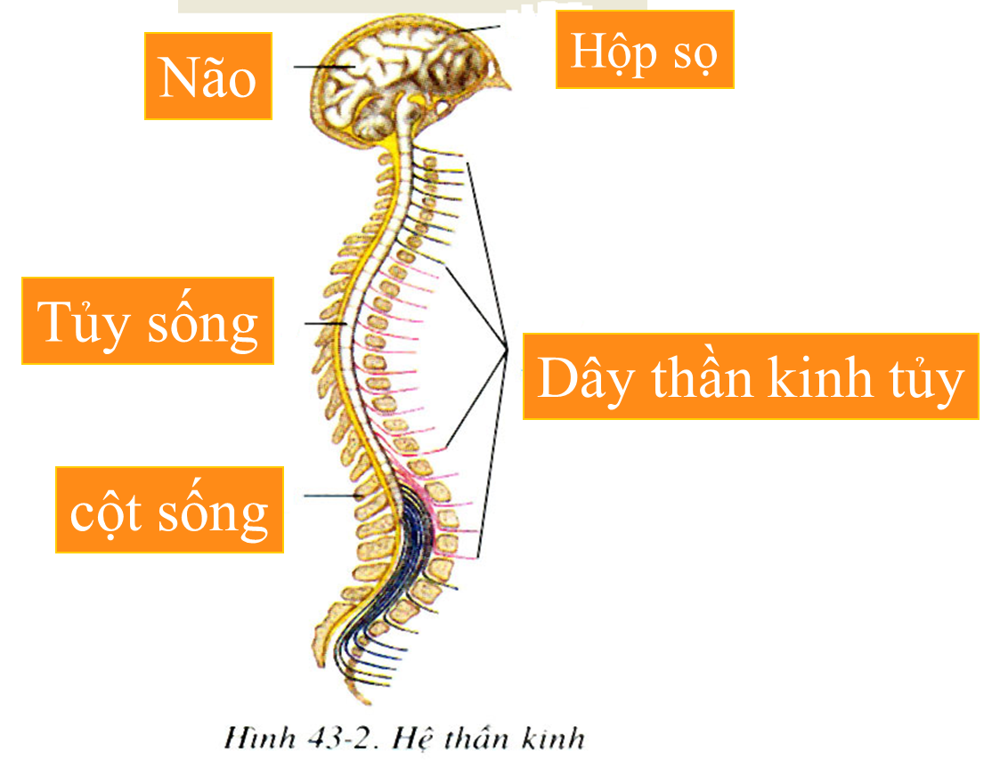 Não
Hộp sọ
Tủy sống
Dây thần kinh tủy
cột sống
Hình 43-2. Hệ thần kinh